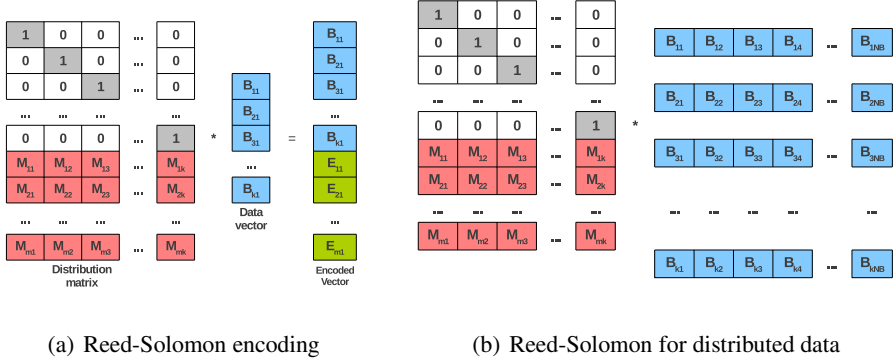 1 0 0 ... 0
0 1 0 ... 0
0 0 1 ... 0
... ... ... ...
0 0 0 ... 1
M11 M12 M13 ... M1k
M21 M22 M23 ... M2k
... ... ... ...
Mm1 Mm2 Mm3 ... Mmk
Distribution
matrix
*
B11
B21
B31
...
Bk1
Data
vector
=
B11
B21
B31
...
Bk1
E11
E21
...
Em1
Encoded
Vector
(a) Reed-Solomon encoding
1 0 0 ... 0
0 1 0 ... 0
0 0 1 ... 0
... ... ... ...
0 0 0 ... 1
M11 M12 M13 ... M1k
M21 M22 M23 ... M2k
... ... ... ...
Mm1 Mm2 Mm3 ... Mmk
*
B11 B12 B13 B14 ... B1NB
B21 B22 B23 B24 ... B2NB
B31 B32 B33 B34 ... B3NB
... ... ... ... ... ...
Bk1 Bk2 Bk3 Bk4 ... BkNB
(b) Reed-Solomon for distributed data